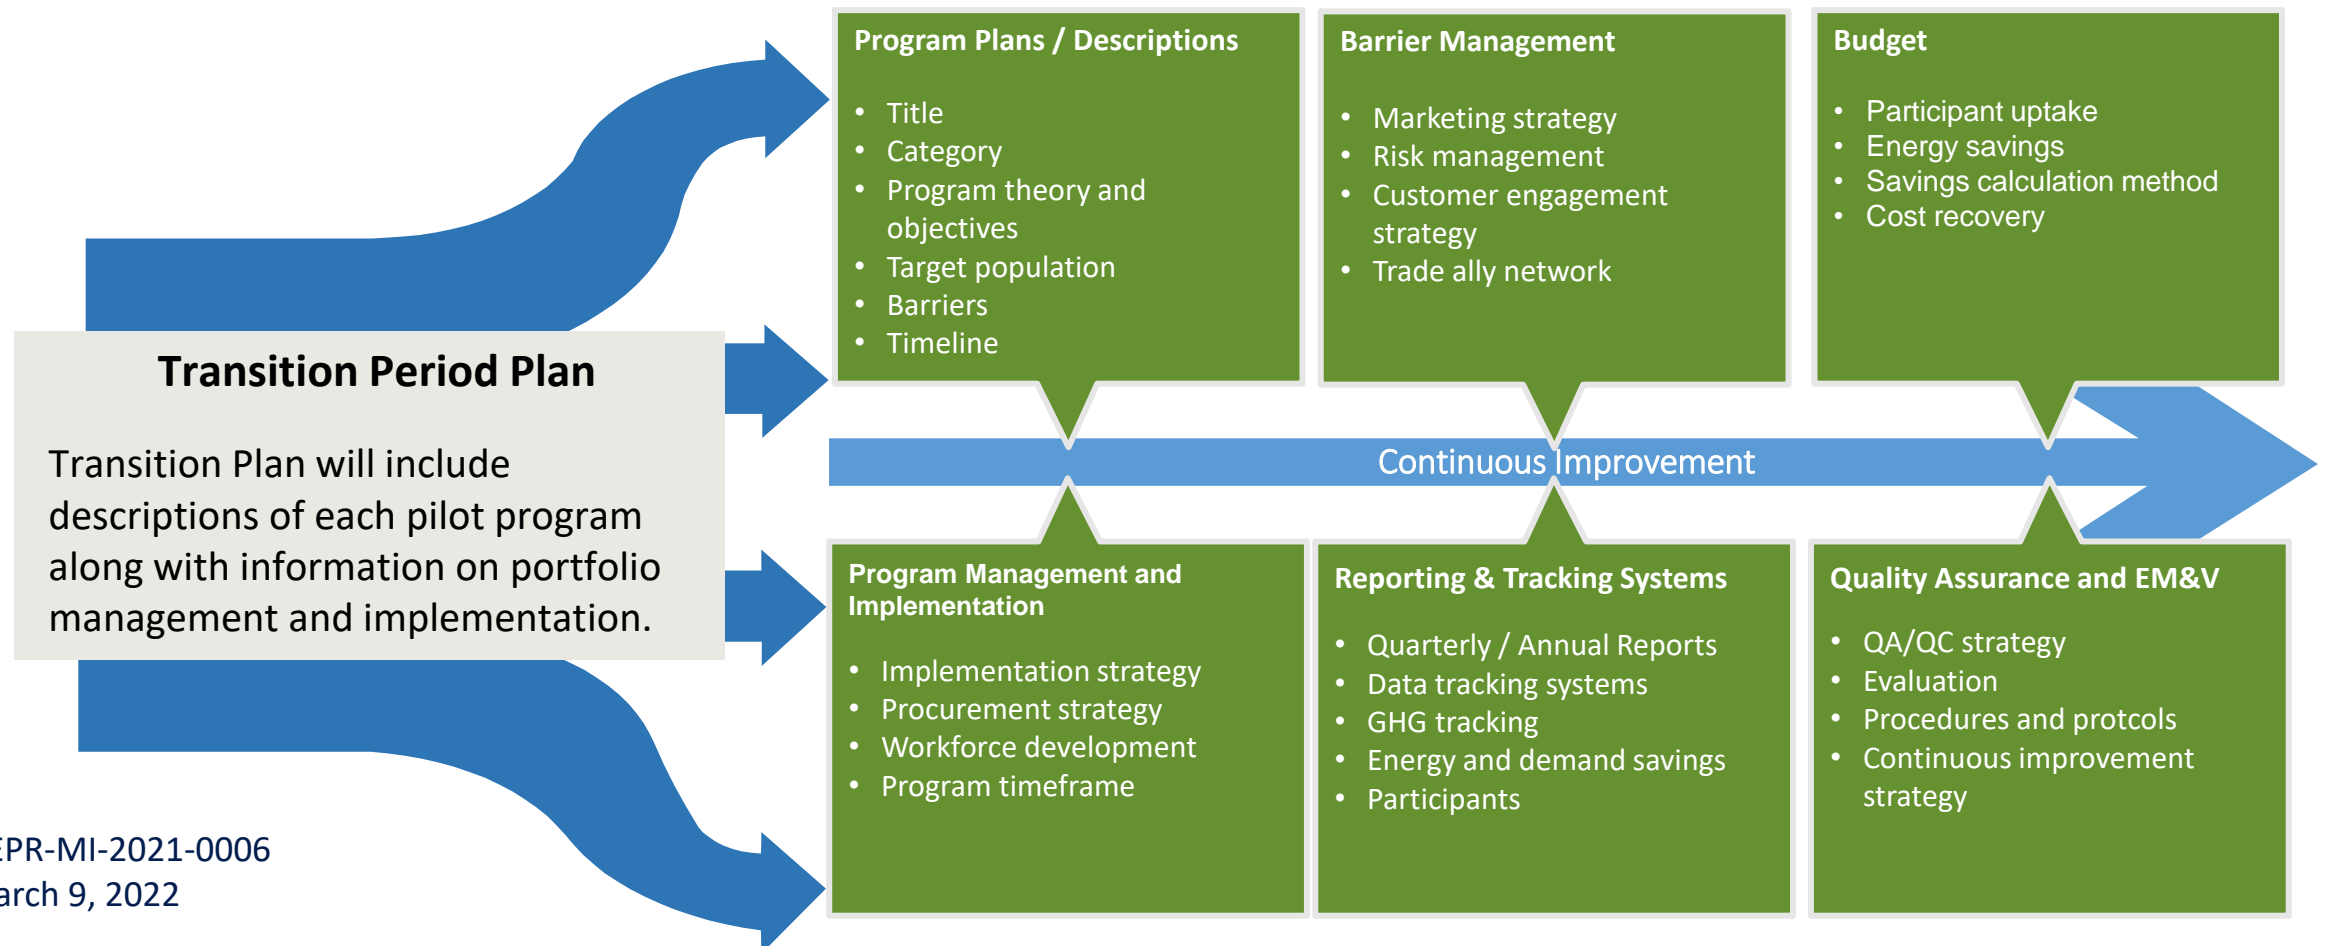 Transition Period Plan
Transition Plan will include
descriptions of each pilot program
along with information on portfolio
management and implementation.
Program Plans / Descriptions
• Title
• Category
• Program theory and
objectives
• Target population
• Barriers
• Timeline
Barrier Management
• Marketing strategy
• Risk management
• Customer engagement
strategy
• Trade ally network
Budget
• Participant uptake
• Energy savings
• Savings calculation method
• Cost recovery
Continuous Improvement
Program Management and
Implementation
• Implementation strategy
• Procurement strategy
• Workforce development
• Program timeframe
Reporting & Tracking Systems
• Quarterly / Annual Reports
• Data tracking systems
• GHG tracking
• Energy and demand savings
• Participants
Quality Assurance and EM&V
• QA/QC strategy
• Evaluation
• Procedures and protcols
• Continuous improvement
strategy
EPR-MI-2021-0006
arch 9, 2022